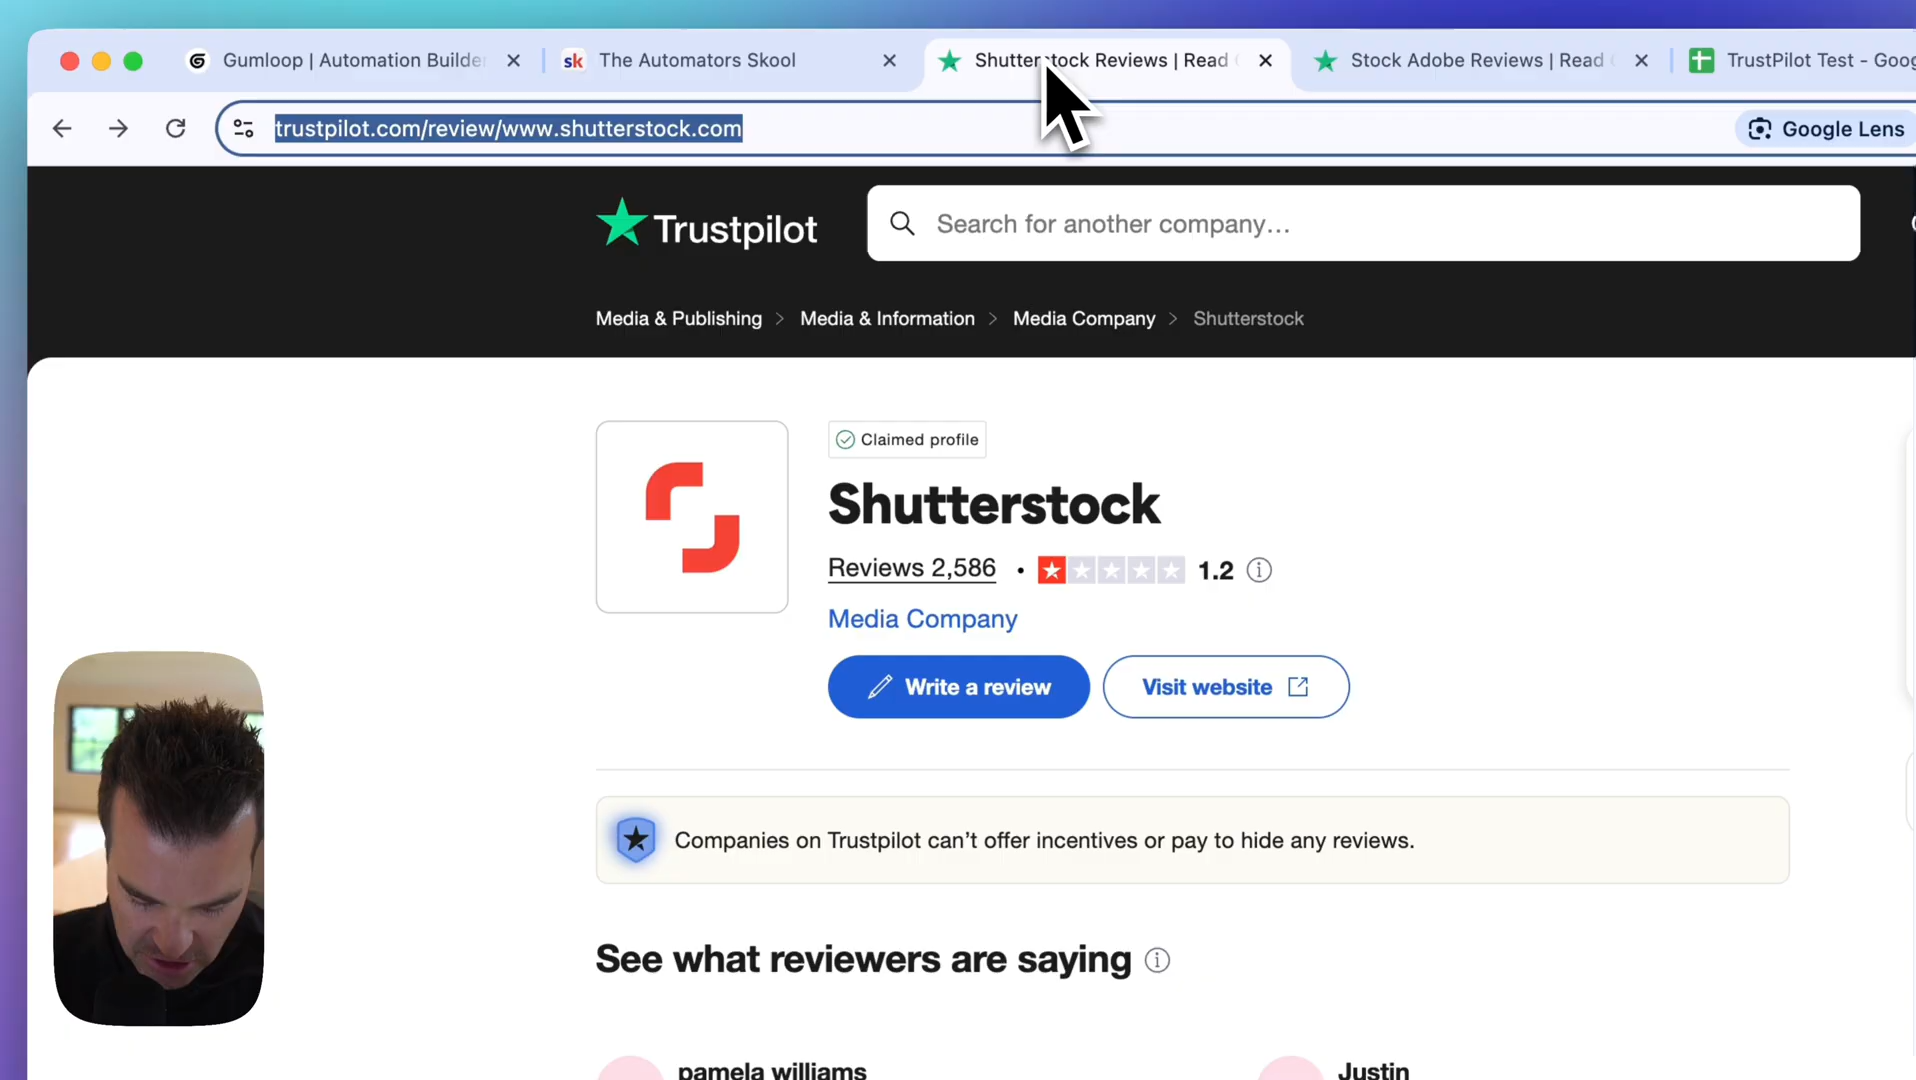 Gumloop | Automation Builde
sk The Automators Skool
Shutterstock Reviews | Read
Stock Adobe Reviews | Read
TrustPilot Test - Goog
trustpilot.com/review/www.shutterstock.com
Google Lens
Trustpilot
Search for another company…
Media & Publishing > Media & Information > Media Company > Shutterstock
Claimed profile
Shutterstock
Reviews 2,586 • 1.2
Media Company
Write a review
Visit website
Companies on Trustpilot can’t offer incentives or pay to hide any reviews.
See what reviewers are saying
pamela williams
Justin